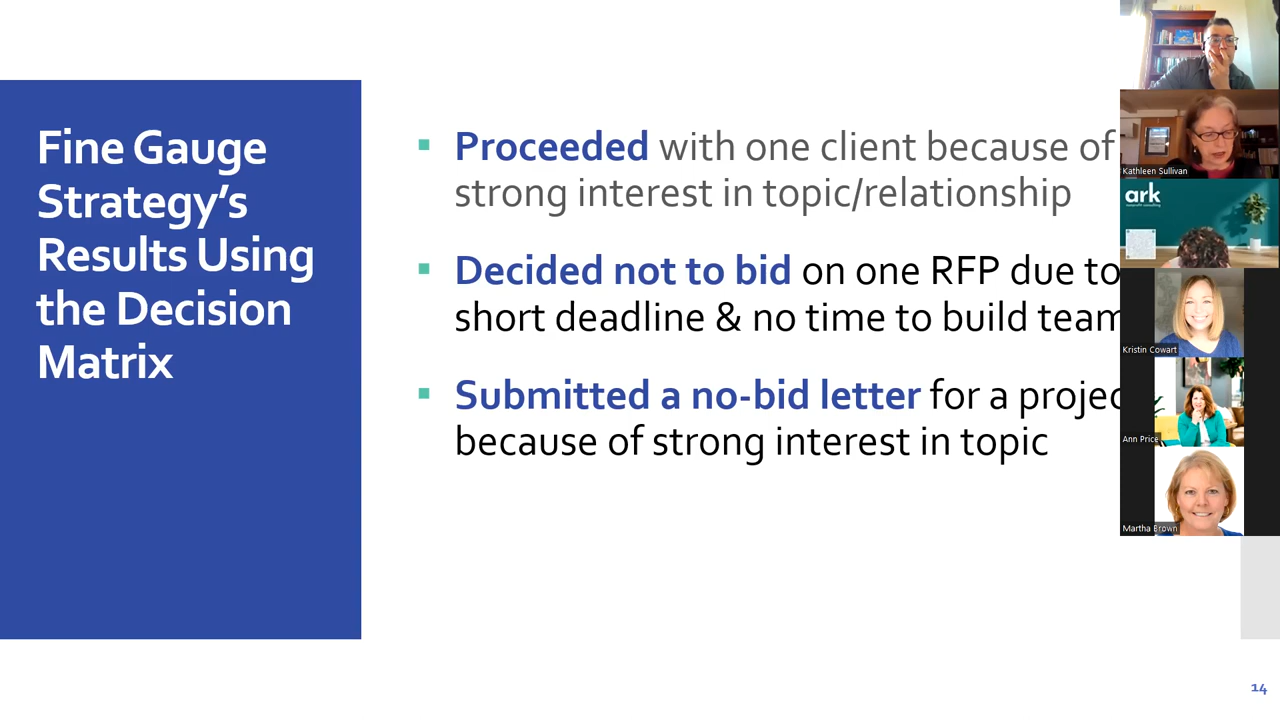 Fine Gauge
Strategy's
Results Using
the Decision
Matrix
Proceeded with one client because of
strong interest in topic/relationship
Decided not to bid on one RFP due to
short deadline & no time to build team
Submitted a no-bid letter for a projec
because of strong interest in topic
Kathleen Sullivan
ark
Kristin Cowart
Ann Price
Martha Brown
14